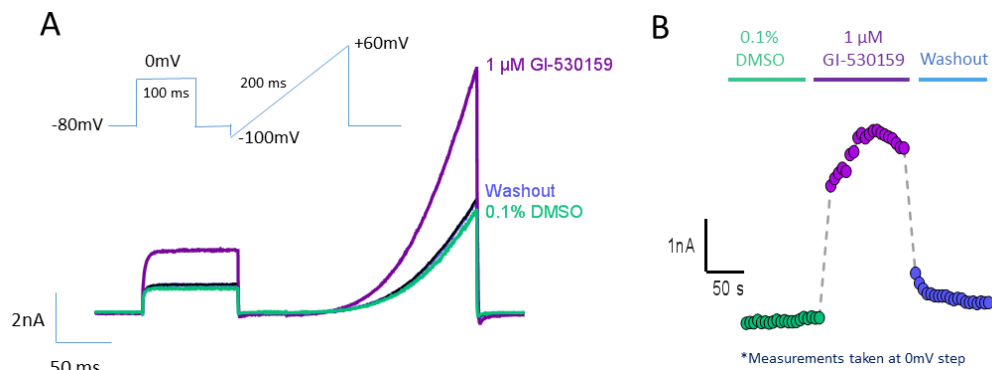 A
0mV
100 ms
-80mV
200 ms
+60mV
-100mV
1 µM GI-530159
Washout
0.1% DMSO
2nA
50 ms
B
0.1%
DMSO
1 µM
GI-530159
Washout
1nA
50 s
*Measurements taken at 0mV step